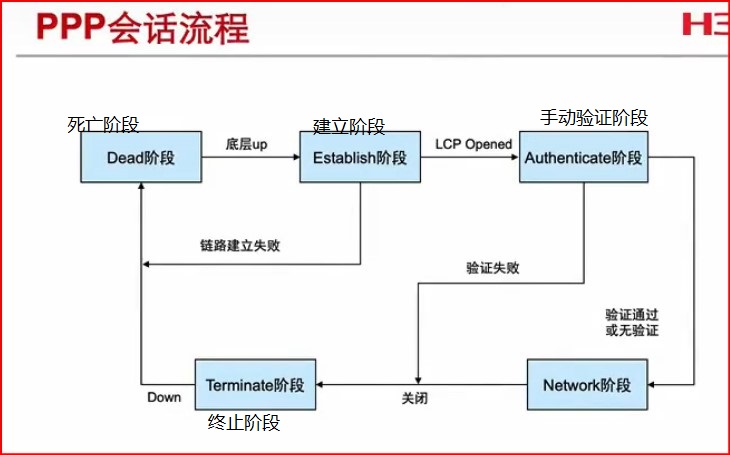 PPP会话流程
H3
死亡阶段
建立阶段
手动验证阶段
Dead阶段
底层up
Establish阶段
LCP Opened
Authenticate阶段
链路建立失败
验证失败
验证通过
或无验证
Terminate阶段
Network阶段
Down
关闭
终止阶段